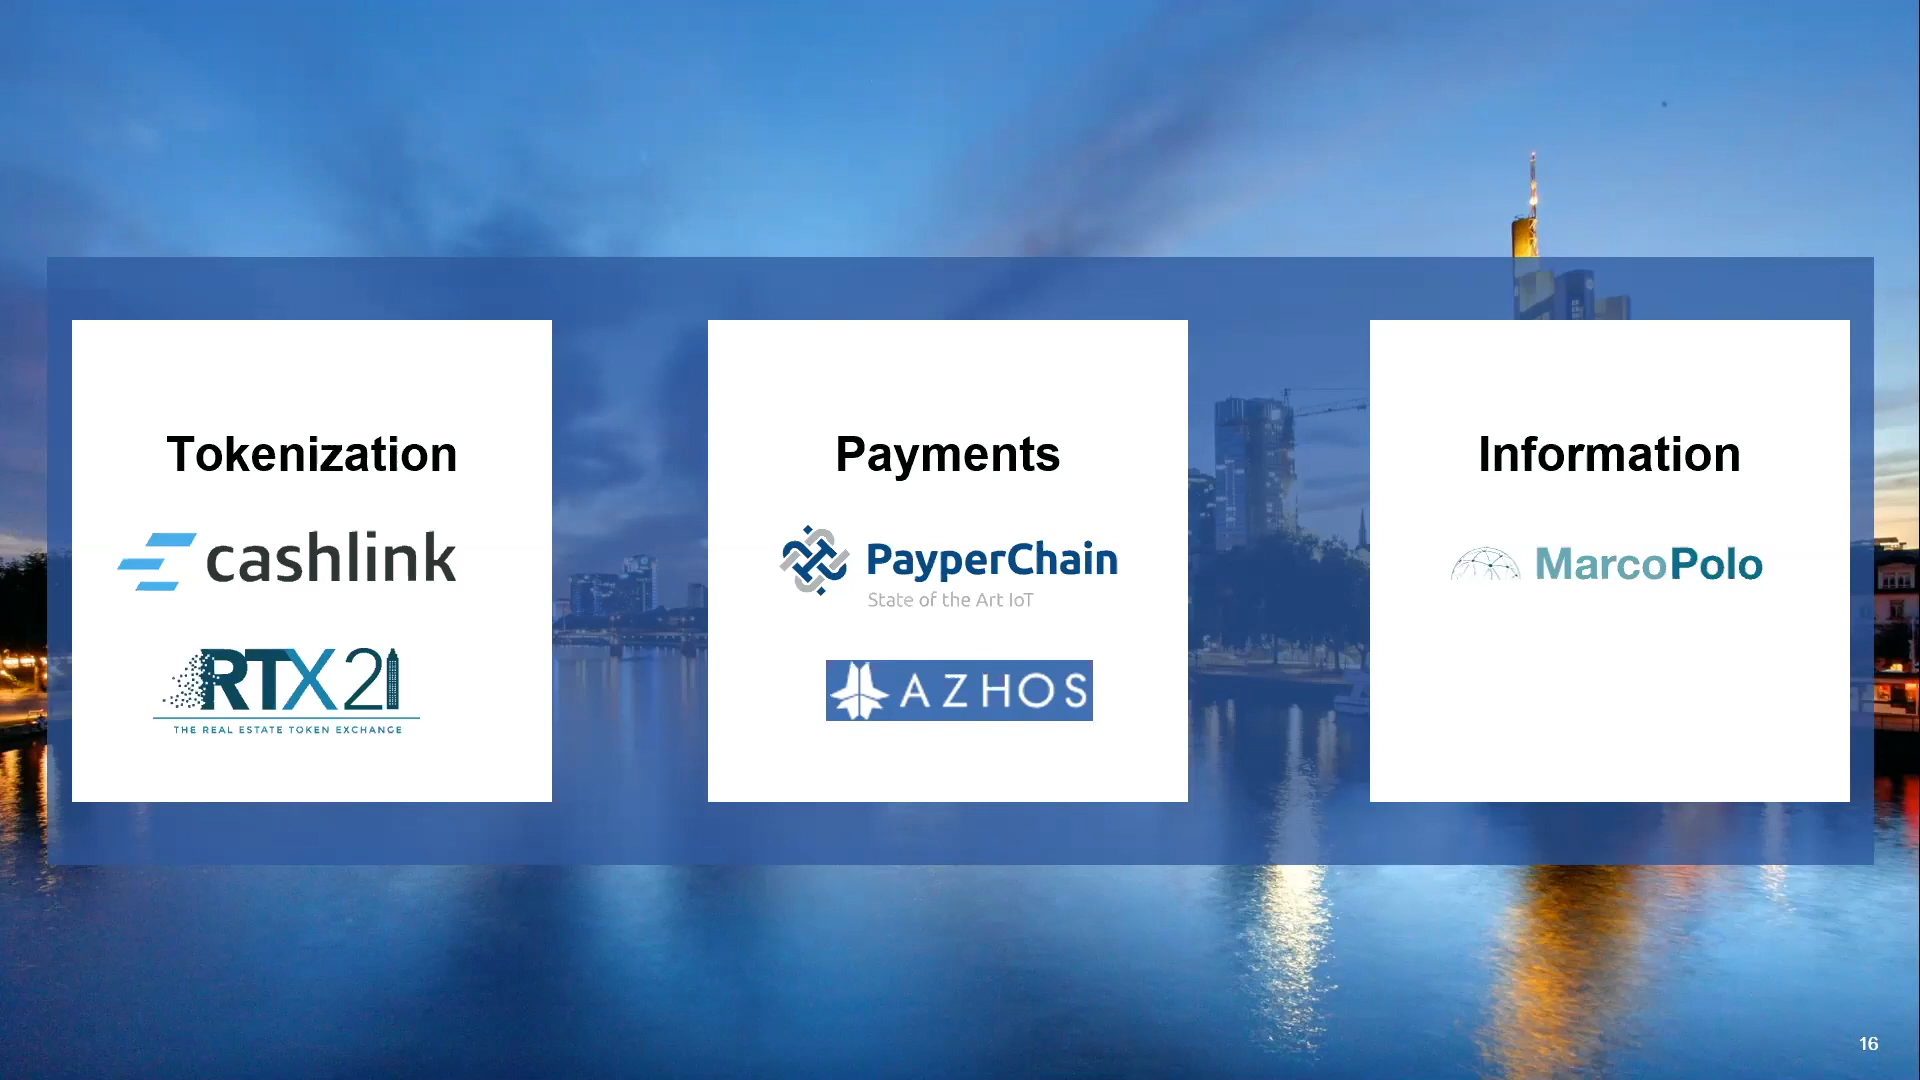 Tokenization
cashlink
RTX21
THE REAL ESTATE TOKEN EXCHANGE
Payments
PayperChain
State of the Art IoT
AZHOS
Information
MarcoPolo
16